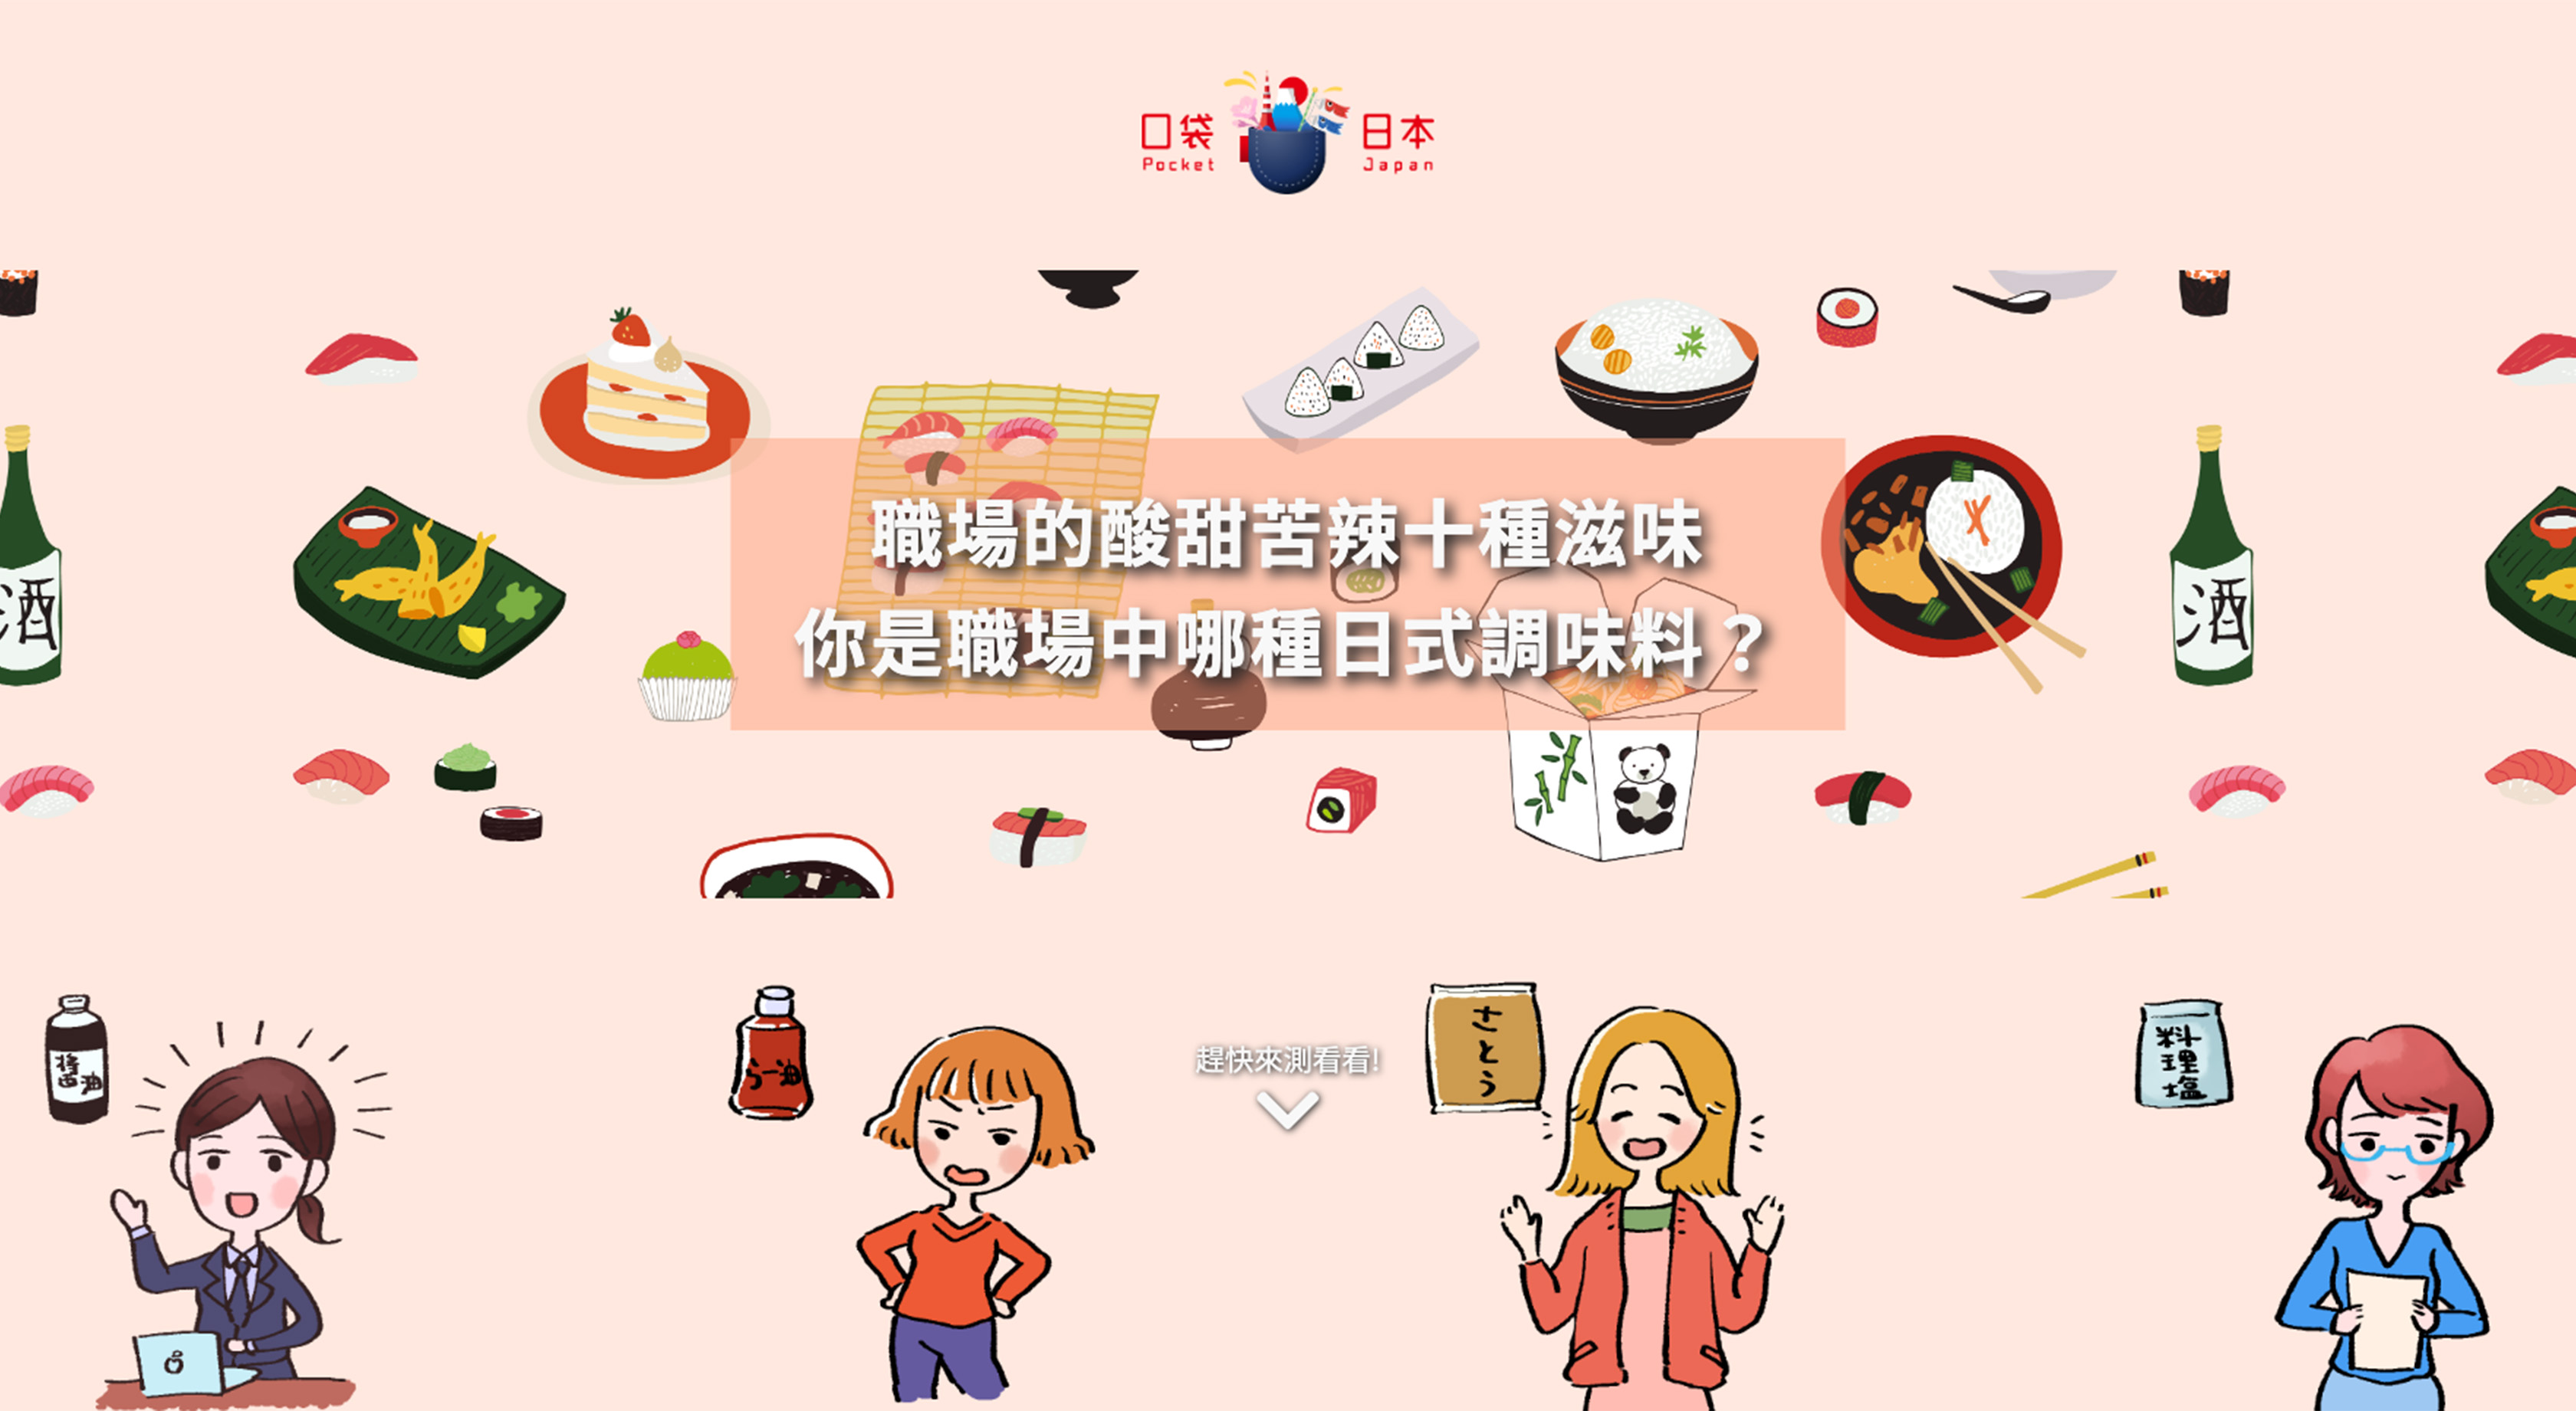 口袋 日本
Pocket Japan
職場的酸甜苦辣十種滋味
你是職場中哪種日式調味料？
酒
酒
醤油
らー油
趕快來測看看!
さとう
料理塩